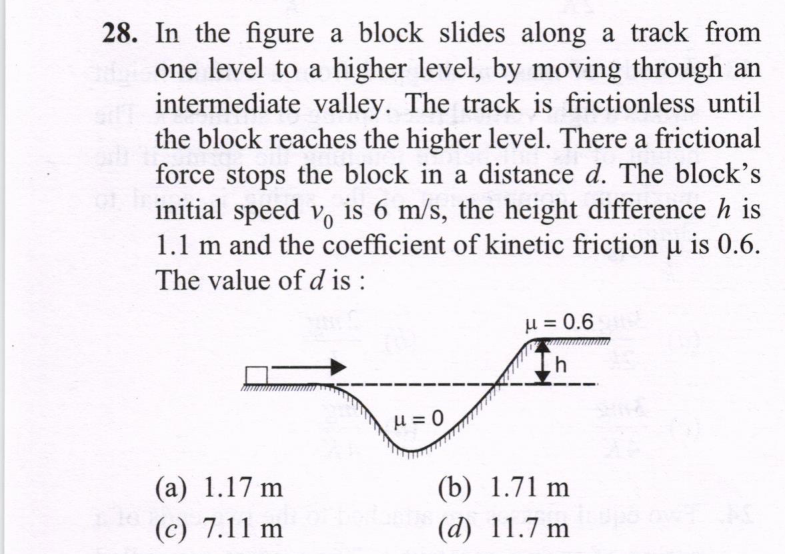 28. In the figure a block slides along a track from
one level to a higher level, by moving through an
intermediate valley. The track is frictionless until
the block reaches the higher level. There a frictional
force stops the block in a distance d. The block's
initial speed v₀ is 6 m/s, the height difference h is
1.1 m and the coefficient of kinetic friction μ is 0.6.
The value of d is :
μ = 0.6
h
μ = 0
(a) 1.17 m (b) 1.71 m
(c) 7.11 m (d) 11.7 m